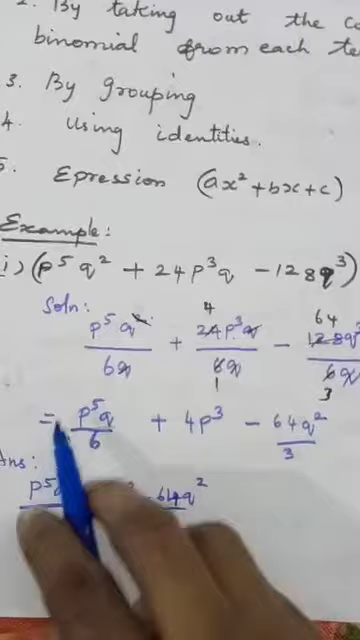 2. By taking out the
binomial from each
3. By grouping
4. Using identities.
5. Epression (ax² + bx + c)
Example:
i) (p⁵q² + 24p³q - 128q³)
Soln:
p⁵q²/6q + 24p³q/6q - 128q³/6q
4 1 64 3
= p⁵q/6 + 4p³ - 64q²/3
Ans:
- 64q²